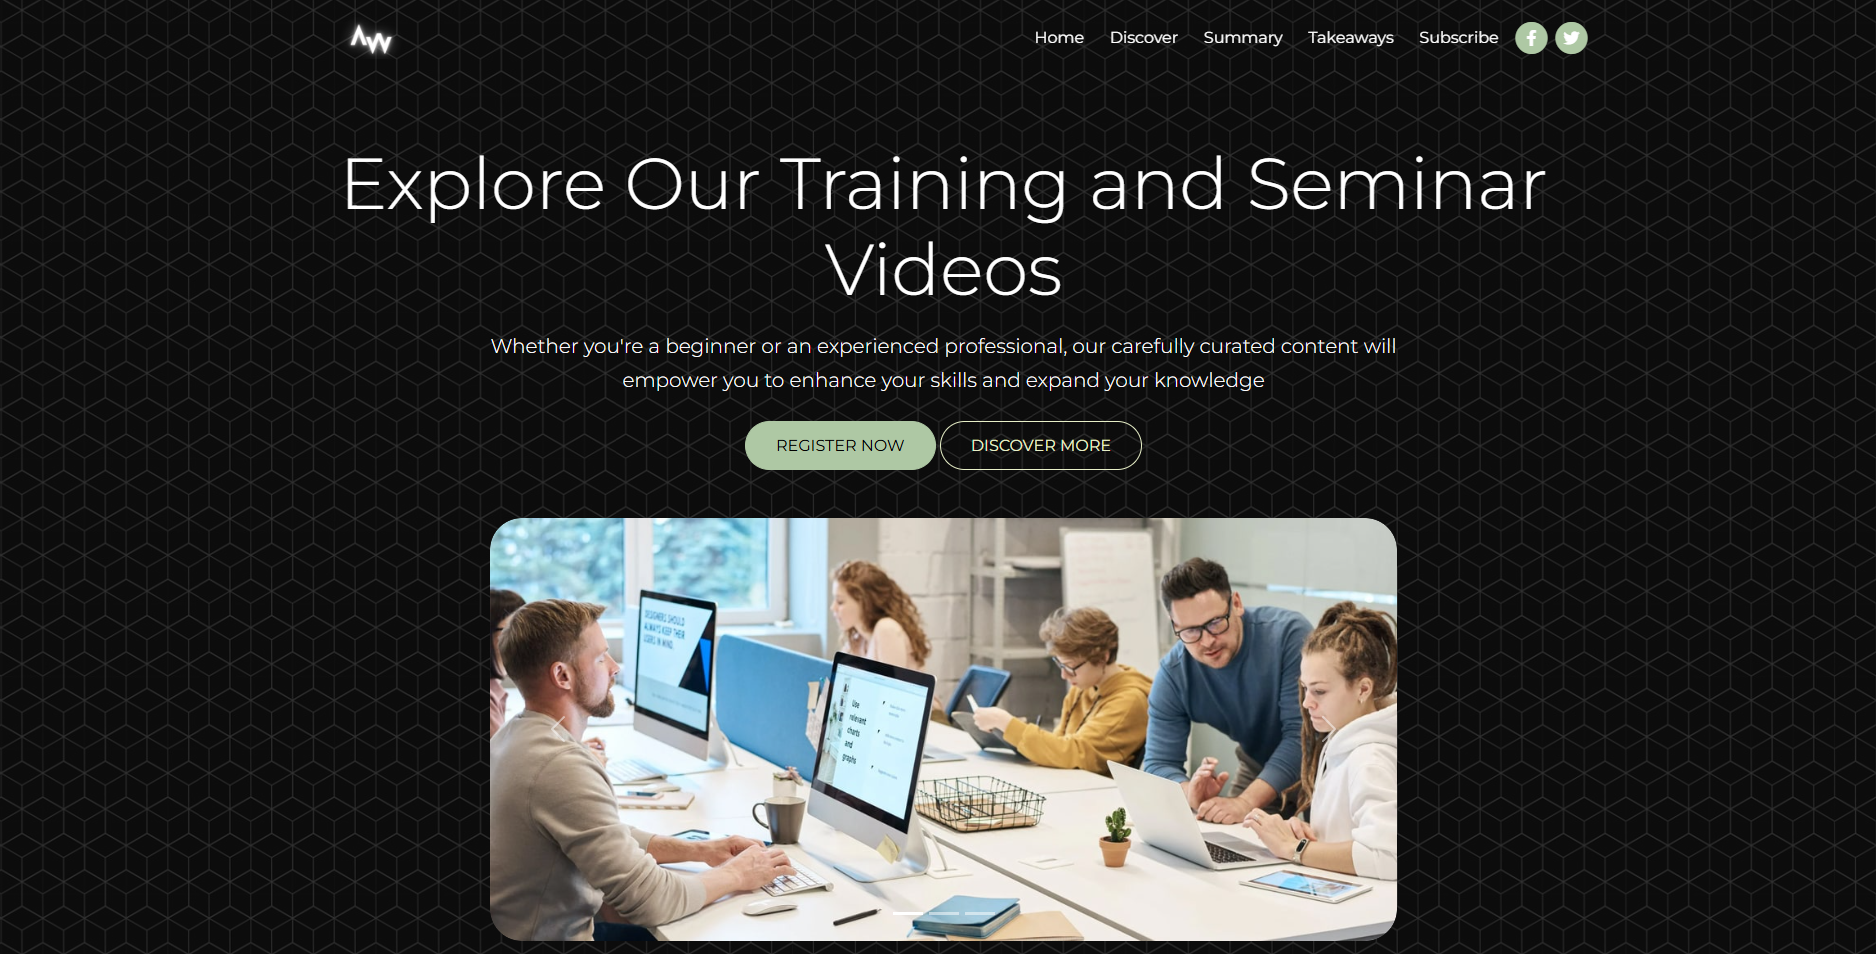 AW
Home Discover Summary Takeaways Subscribe
Explore Our Training and Seminar
Videos
Whether you're a beginner or an experienced professional, our carefully curated content will
empower you to enhance your skills and expand your knowledge
REGISTER NOW DISCOVER MORE
DESIGNERS SHOULD
ALWAYS KEEP THEIR
USERS IN MIND.
Use
relevant
charts
and
graphs